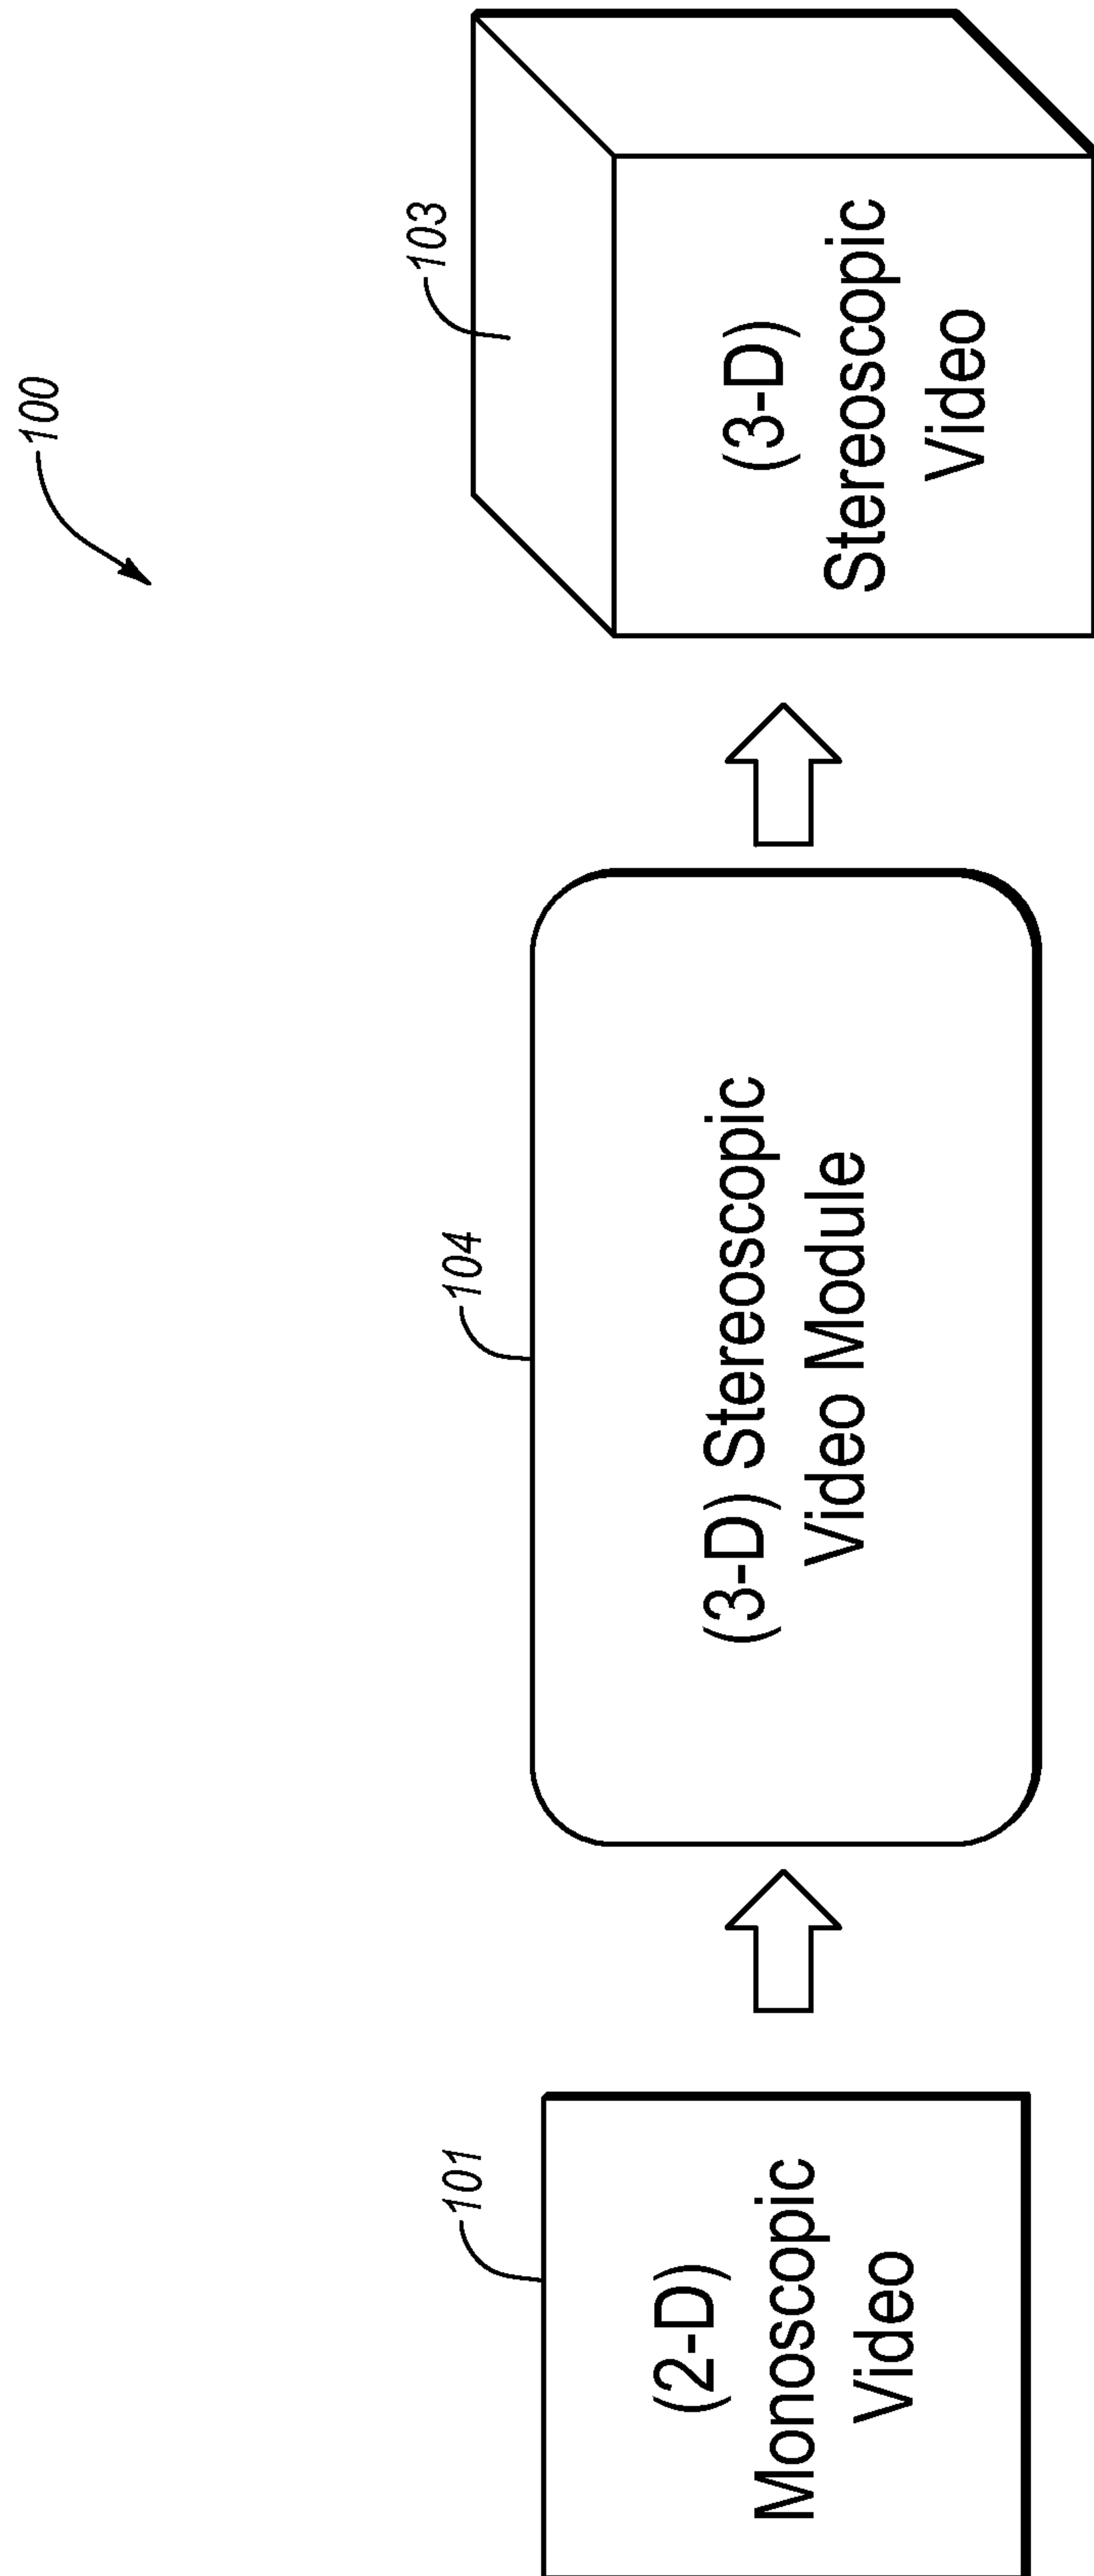 100
101
(2-D)
Monoscopic
Video
104
(3-D) Stereoscopic
Video Module
103
(3-D)
Stereoscopic
Video